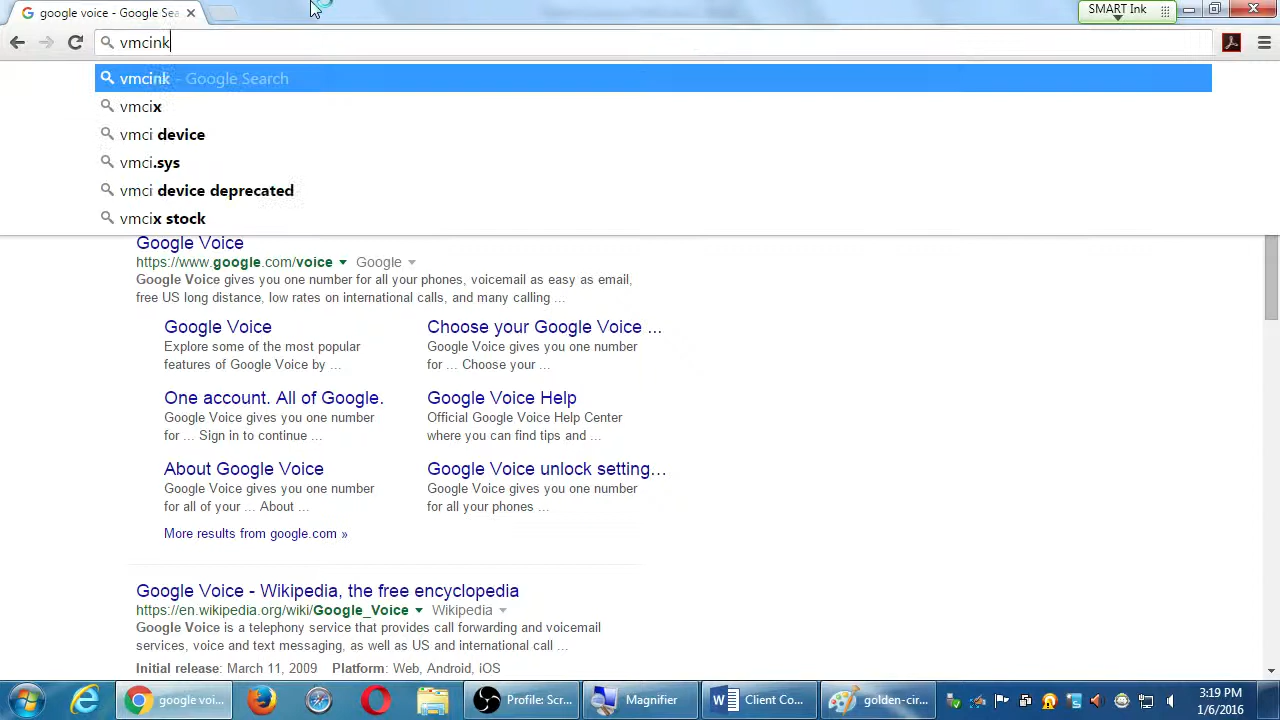 google voice - Google Sea
SMART Ink
vmcink
vmcink - Google Search
vmcix
vmci device
vmci.sys
vmci device deprecated
vmcix stock
Google Voice
https://www.google.com/voice Google
Google Voice gives you one number for all your phones, voicemail as easy as email,
free US long distance, low rates on international calls, and many calling ...
Google Voice
Explore some of the most popular
features of Google Voice by ...
Choose your Google Voice ...
Google Voice gives you one number
for ... Choose your ...
One account. All of Google.
Google Voice gives you one number
for ... Sign in to continue ...
Google Voice Help
Official Google Voice Help Center
where you can find tips and ...
About Google Voice
Google Voice gives you one number
for all of your ... About ...
Google Voice unlock setting...
Google Voice gives you one number
for all your phones ...
More results from google.com »
Google Voice - Wikipedia, the free encyclopedia
https://en.wikipedia.org/wiki/Google_Voice Wikipedia
Google Voice is a telephony service that provides call forwarding and voicemail
services, voice and text messaging, as well as US and international call ...
Initial release: March 11, 2009 Platform: Web, Android, iOS
google voi...
Profile: Scr...
Magnifier
Client Co...
golden-cir...
3:19 PM
1/6/2016